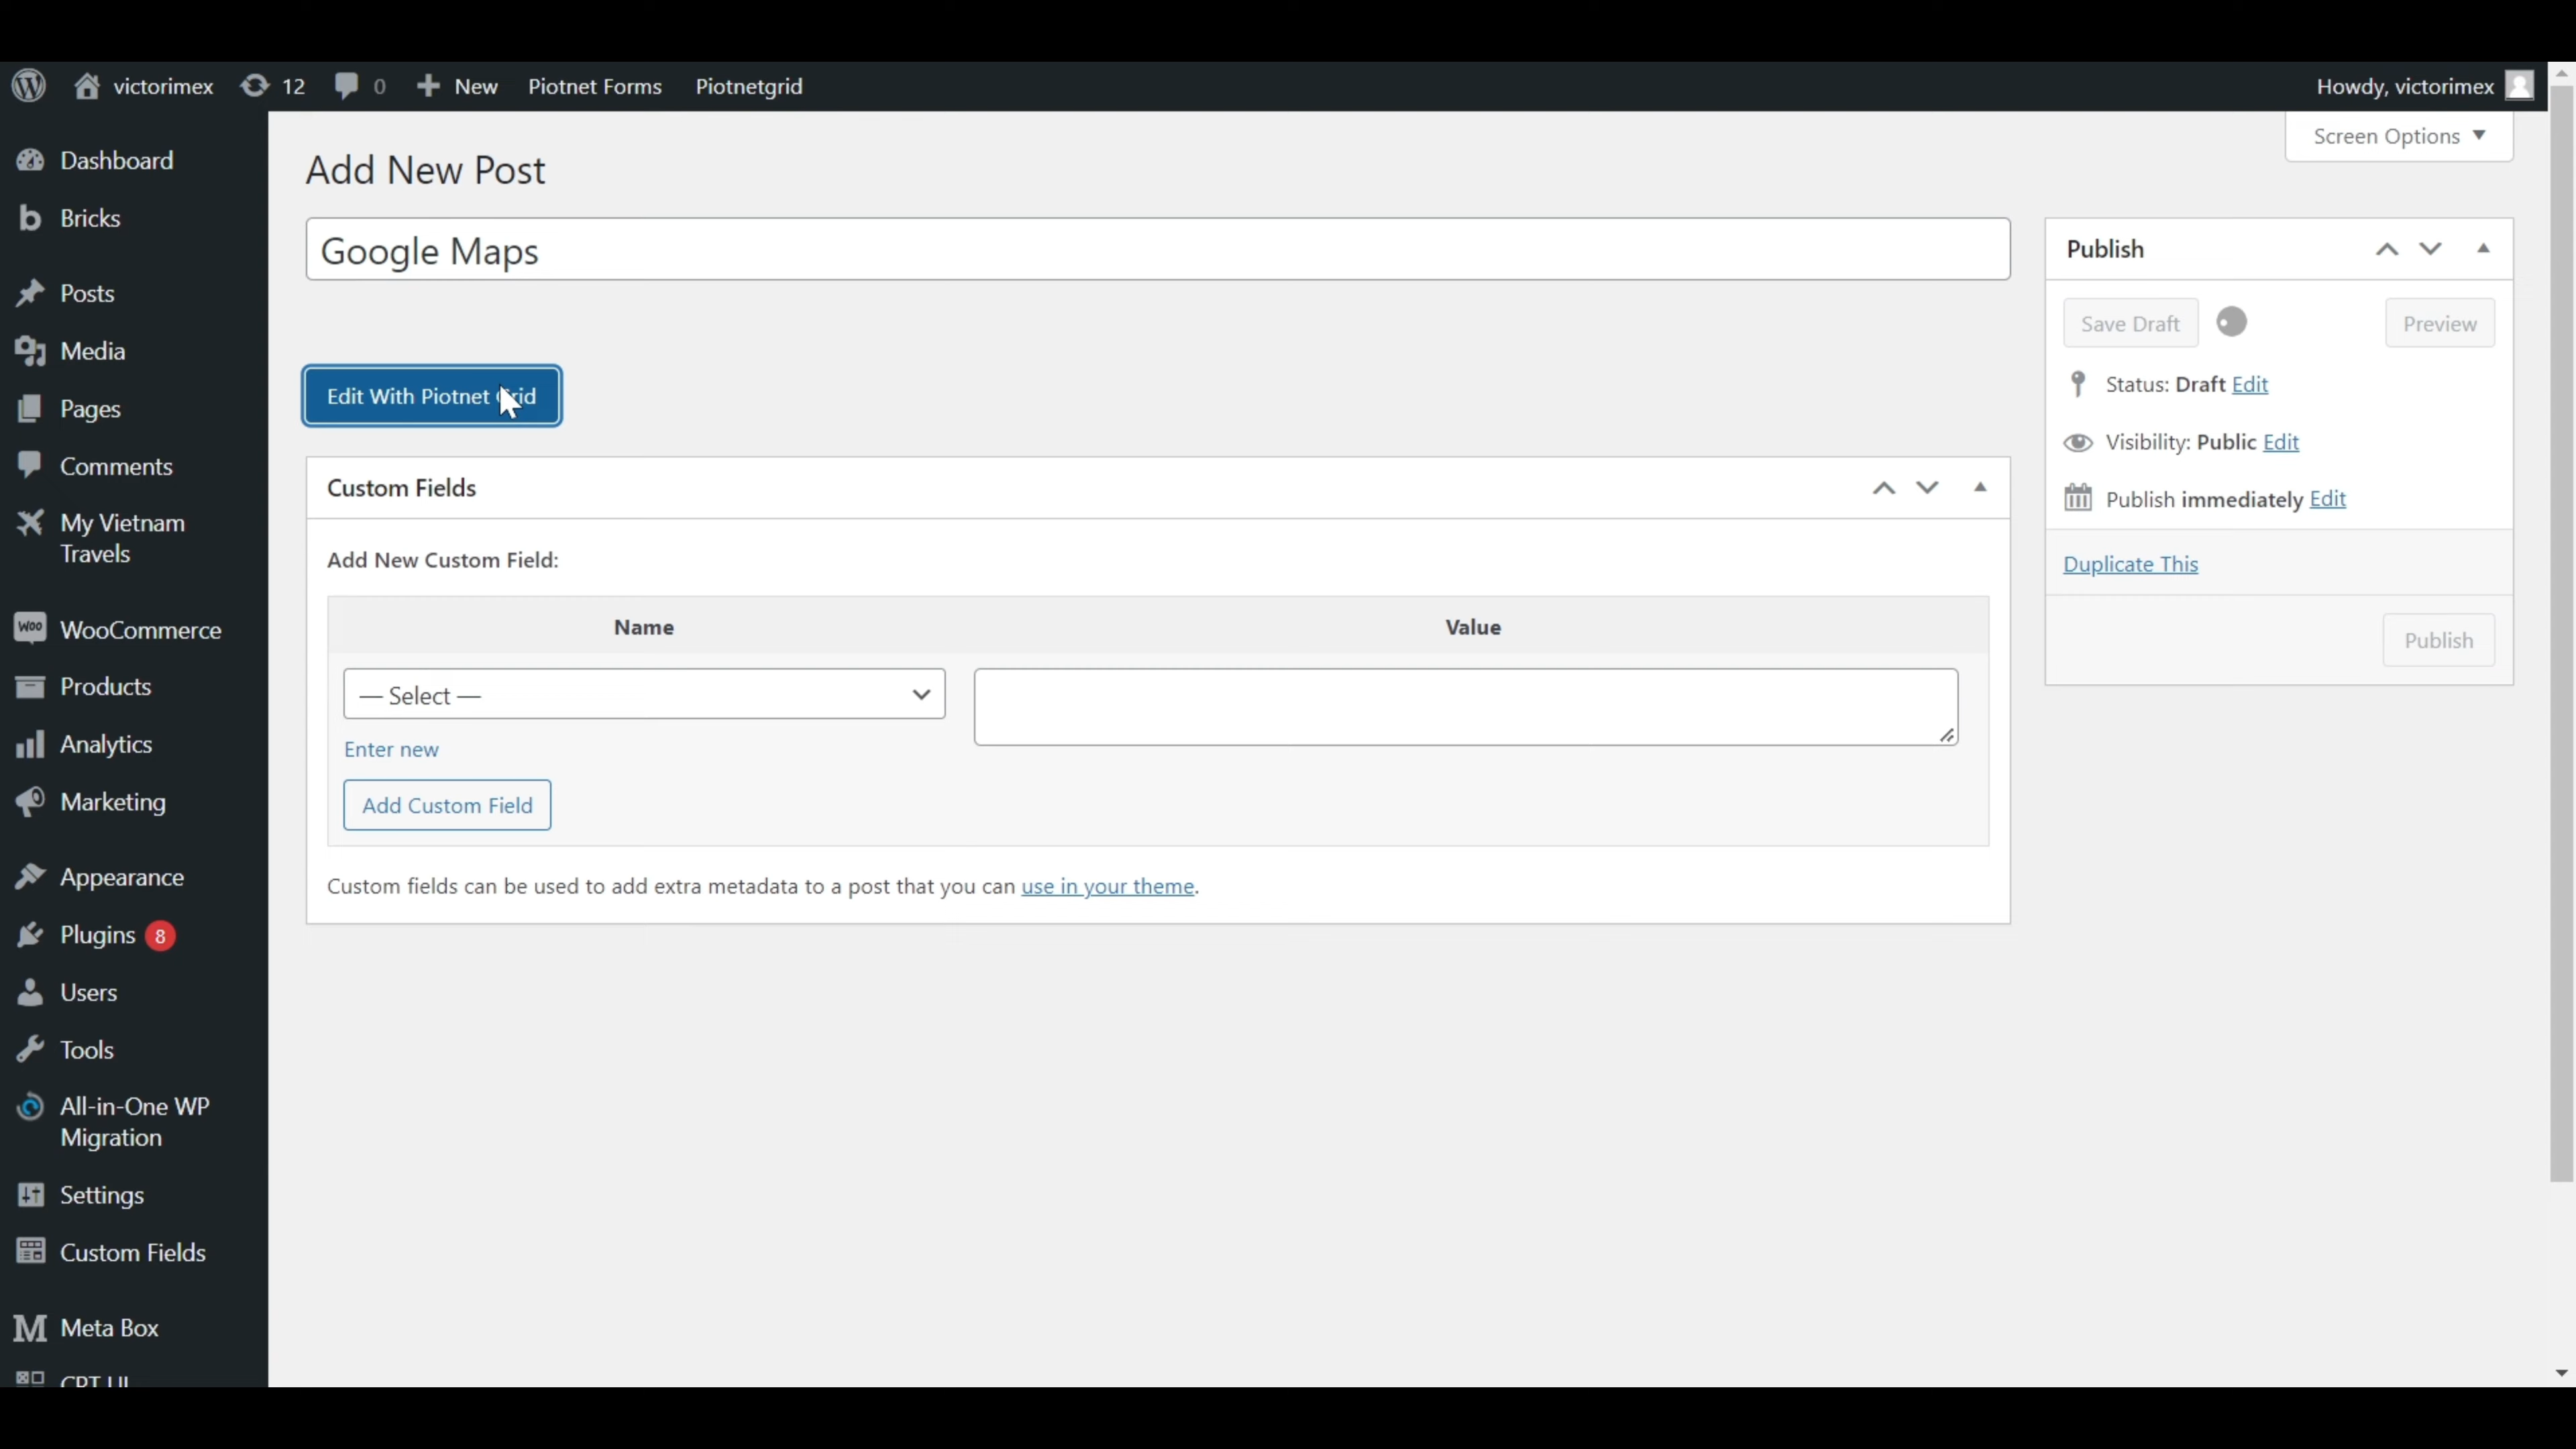 victorimex 12 0 New Piotnet Forms Piotnetgrid Howdy, victorimex
Dashboard
Bricks
Posts
Media
Pages
Comments
My Vietnam
Travels
WooCommerce
Products
Analytics
Marketing
Appearance
Plugins 8
Users
Tools
All-in-One WP
Migration
Settings
Custom Fields
Meta Box
Screen Options
Add New Post
Google Maps
Edit With Piotnet
Custom Fields
Add New Custom Field:
Name Value
— Select —
Enter new
Add Custom Field
Custom fields can be used to add extra metadata to a post that you can use in your theme.
Publish
Save Draft Preview
Status: Draft Edit
Visibility: Public Edit
Publish immediately Edit
Duplicate This
Publish